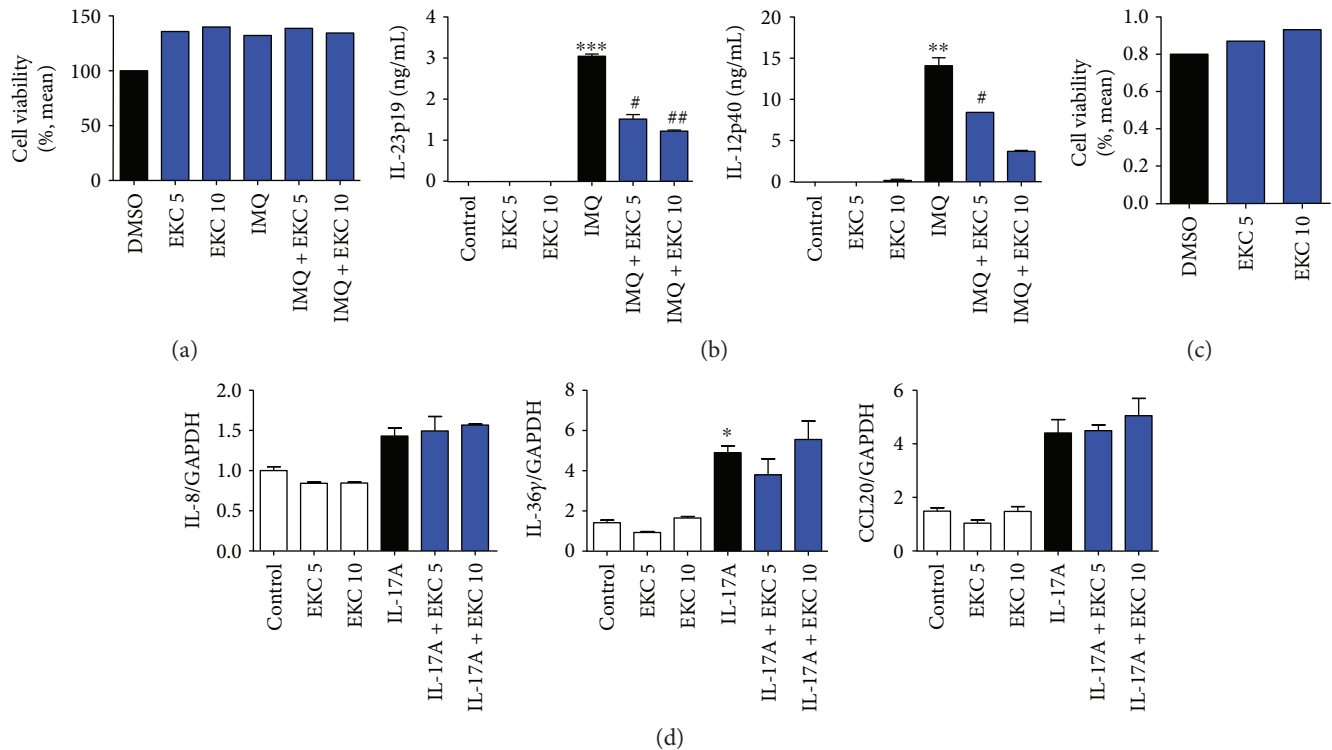 Cell viability
(%, mean)
150
100
50
0
DMSO
EKC 5
EKC 10
IMQ
IMQ + EKC 5
IMQ + EKC 10
(a)
IL-23p19 (ng/mL)
4
3
2
1
0
***
#
##
Control
EKC 5
EKC 10
IMQ
IMQ + EKC 5
IMQ + EKC 10
IL-12p40 (ng/mL)
20
15
10
5
0
**
#
Control
EKC 5
EKC 10
IMQ
IMQ + EKC 5
IMQ + EKC 10
(b)
Cell viability
(%, mean)
1.0
0.8
0.6
0.4
0.2
0.0
DMSO
EKC 5
EKC 10
(c)
IL-8/GAPDH
2.0
1.5
1.0
0.5
0.0
Control
EKC 5
EKC 10
IL-17A
IL-17A + EKC 5
IL-17A + EKC 10
IL-36γ/GAPDH
8
6
4
2
0
*
Control
EKC 5
EKC 10
IL-17A
IL-17A + EKC 5
IL-17A + EKC 10
CCL20/GAPDH
6
4
2
0
Control
EKC 5
EKC 10
IL-17A
IL-17A + EKC 5
IL-17A + EKC 10
(d)